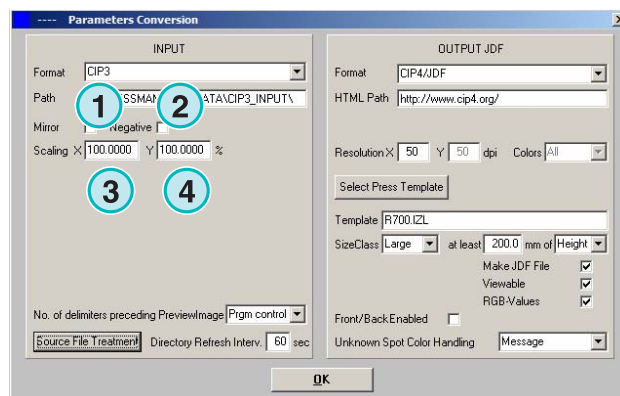 ---- Parameters Conversion
INPUT
Format CIP3
Path SSMAN ATA\CIP3_INPUT\
1 2
Mirror Negative
Scaling X 100.0000 Y 100.0000 %
3 4
No. of delimiters preceding PreviewImage Prgm control
Source File Treatment Directory Refresh Interv. 60 sec
OUTPUT JDF
Format CIP4/JDF
HTML Path http://www.cip4.org/
Resolution X 50 Y 50 dpi Colors All
Select Press Template
Template R700.IZL
SizeClass Large at least 200.0 mm of Height
Make JDF File
Viewable
RGB-Values
Front/Back Enabled
Unknown Spot Color Handling Message
OK